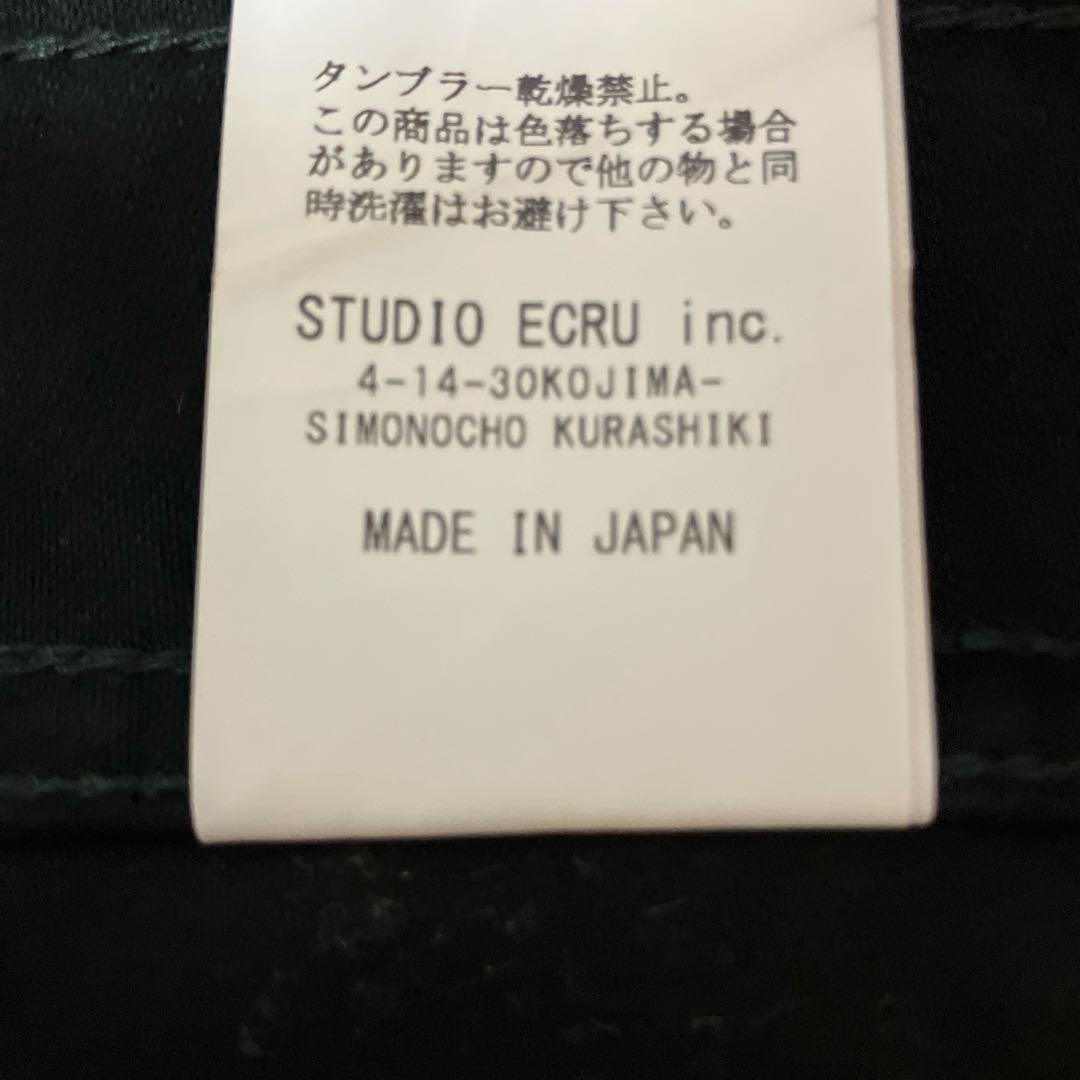 タンブラー乾燥禁止。
この商品は色落ちする場合
がありますので他の物と同
時洗濯はお避け下さい。
STUDIO ECRU inc.
4-14-30KOJIMA-
SIMONOCHO KURASHIKI
MADE IN JAPAN